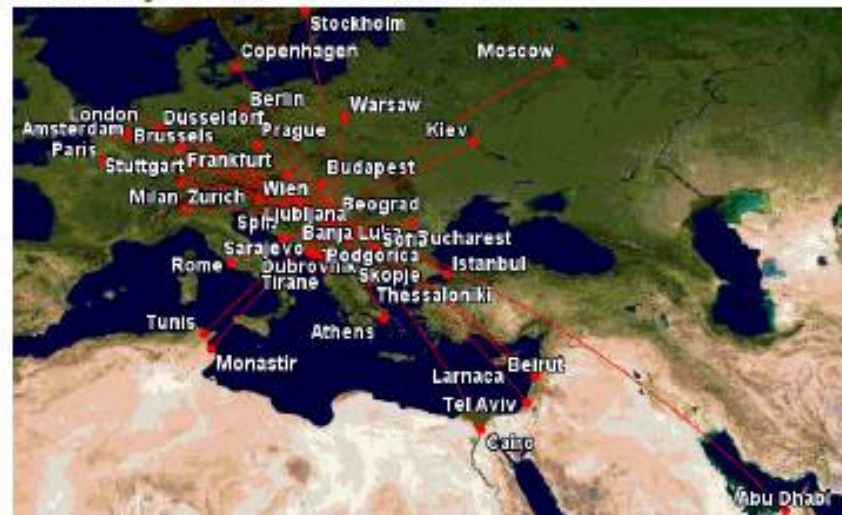 Stockholm
Copenhagen
Moscow
Berlin
Warsaw
London
Dusseldorf
Amsterdam
Brussels
Prague
Kiev
Paris
Stuttgart
Frankfurt
Budapest
Milan
Zurich
Wien
Beograd
Ljubljana
Banja Luka
Sofia
Bucharest
Sarajevo
Podgorica
Rome
Dubrovnik
Skopje
Istanbul
Tirane
Thessaloniki
Tunis
Athens
Monastir
Beirut
Larnaca
Tel Aviv
Cairo
Abu Dhabi